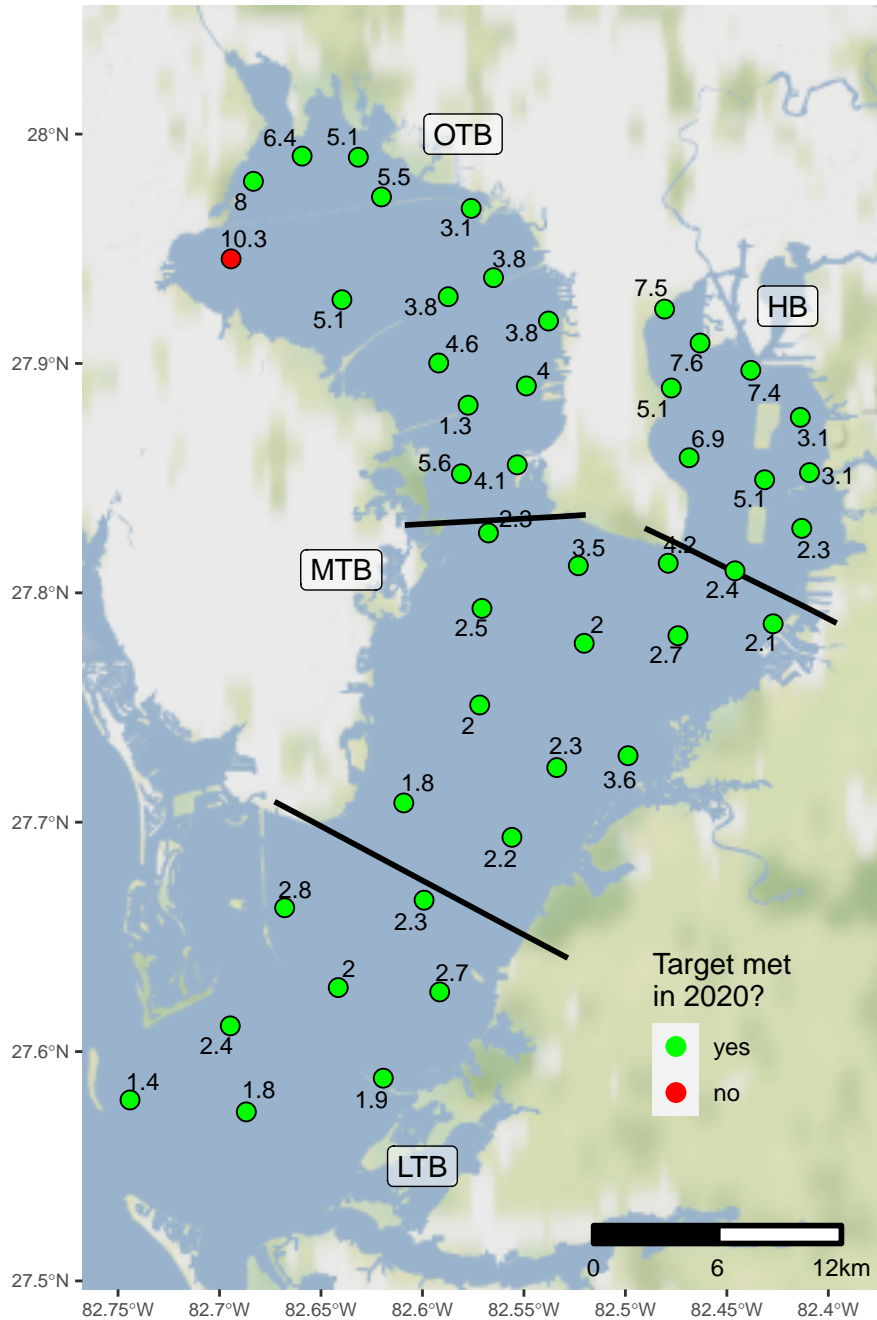 OTB
6.4
5.1
8
5.5
3.1
10.3
3.8
3.8
5.1
3.8
4.6
4
1.3
5.6
4.1
HB
7.5
7.6
7.4
5.1
3.1
6.9
5.1
3.1
2.3
2.3
MTB
3.5
4.2
2.4
2.5
2
2.7
2.1
2
2.3
3.6
1.8
2.2
2.8
2.3
2
2.7
2.4
1.4
1.8
1.9
LTB
Target met
in 2020?
yes
no
0 6 12km
28°N
27.9°N
27.8°N
27.7°N
27.6°N
27.5°N
82.75°W 82.7°W 82.65°W 82.6°W 82.55°W 82.5°W 82.45°W 82.4°W